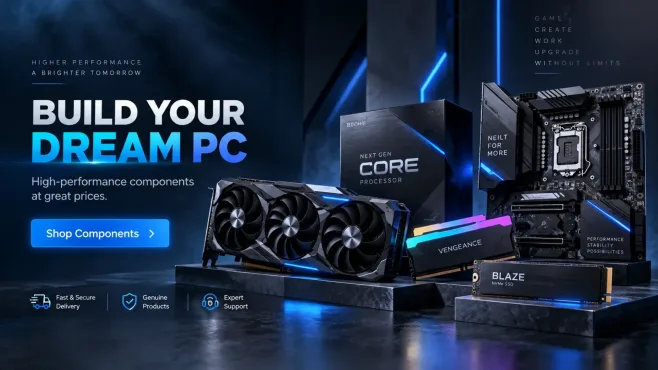 HIGHER PERFORMANCE
A BRIGHTER TOMORROW
BUILD YOUR
DREAM PC
High-performance components
at great prices.
Shop Components
Fast & Secure
Delivery
Genuine
Products
Expert
Support
GAME
CREATE
WORK
UPGRADE
WITHOUT LIMITS
NEXT GEN
CORE
PROCESSOR
NEILT
FOR
MORE
VENGEANCE
PERFORMANCE
STABILITY
POSSIBILITIES
BLAZE
NVMe SSD